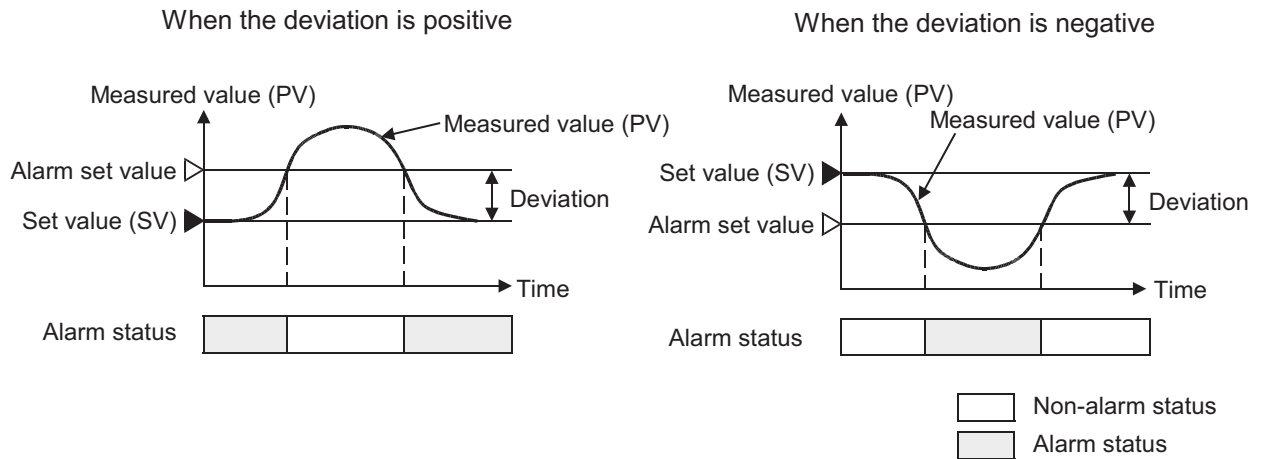 When the deviation is positive
Measured value (PV)
Measured value (PV)
Alarm set value
Deviation
Set value (SV)
Time
Alarm status
When the deviation is negative
Measured value (PV)
Measured value (PV)
Set value (SV)
Deviation
Alarm set value
Time
Alarm status
Non-alarm status
Alarm status